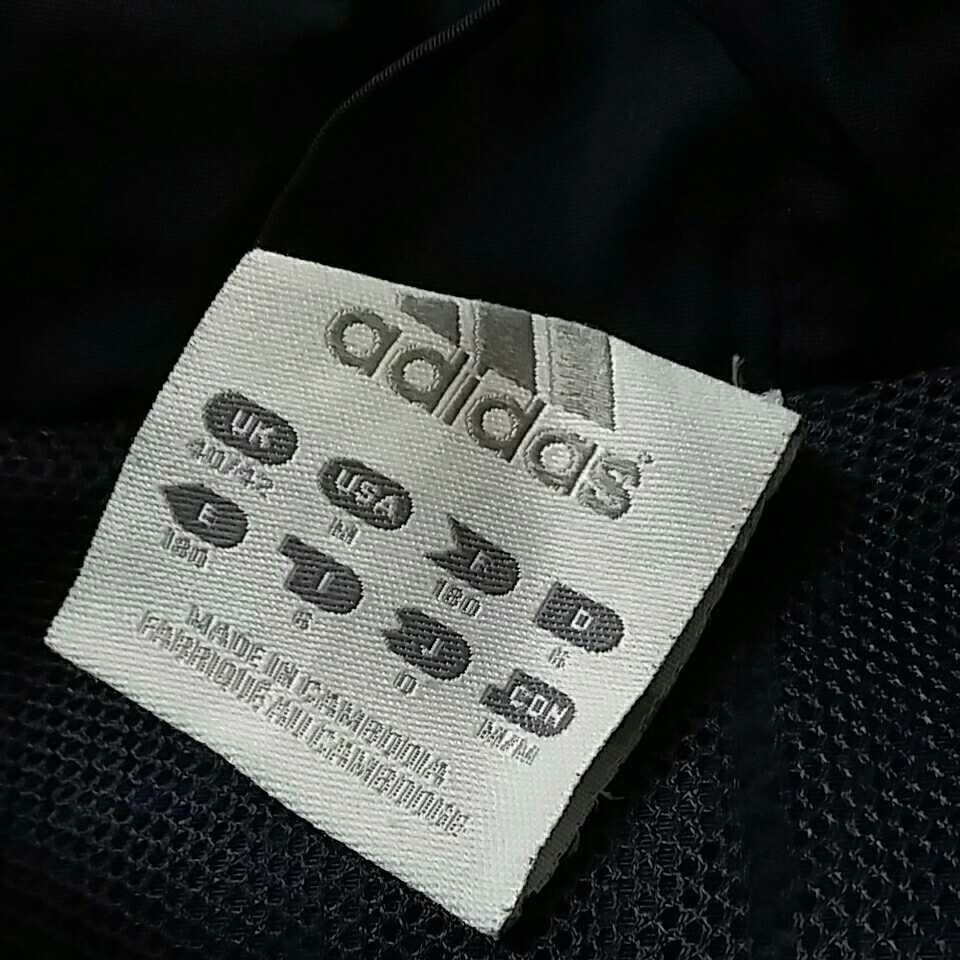 adidas
UK USA F D
40/42 M 180 6
E I J CDN
180 6 O M/M
MADE IN CAMBODIA
FABRIQUE AU CAMBODGE